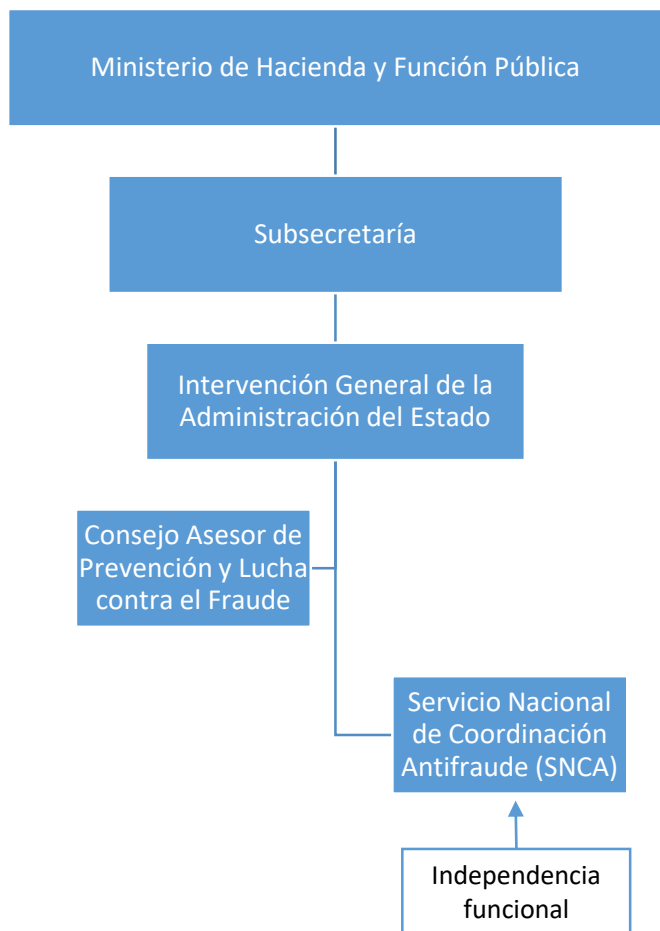 Ministerio de Hacienda y Función Pública
Subsecretaría
Intervención General de la
Administración del Estado
Consejo Asesor de
Prevención y Lucha
contra el Fraude
Servicio Nacional
de Coordinación
Antifraude (SNCA)
Independencia
funcional